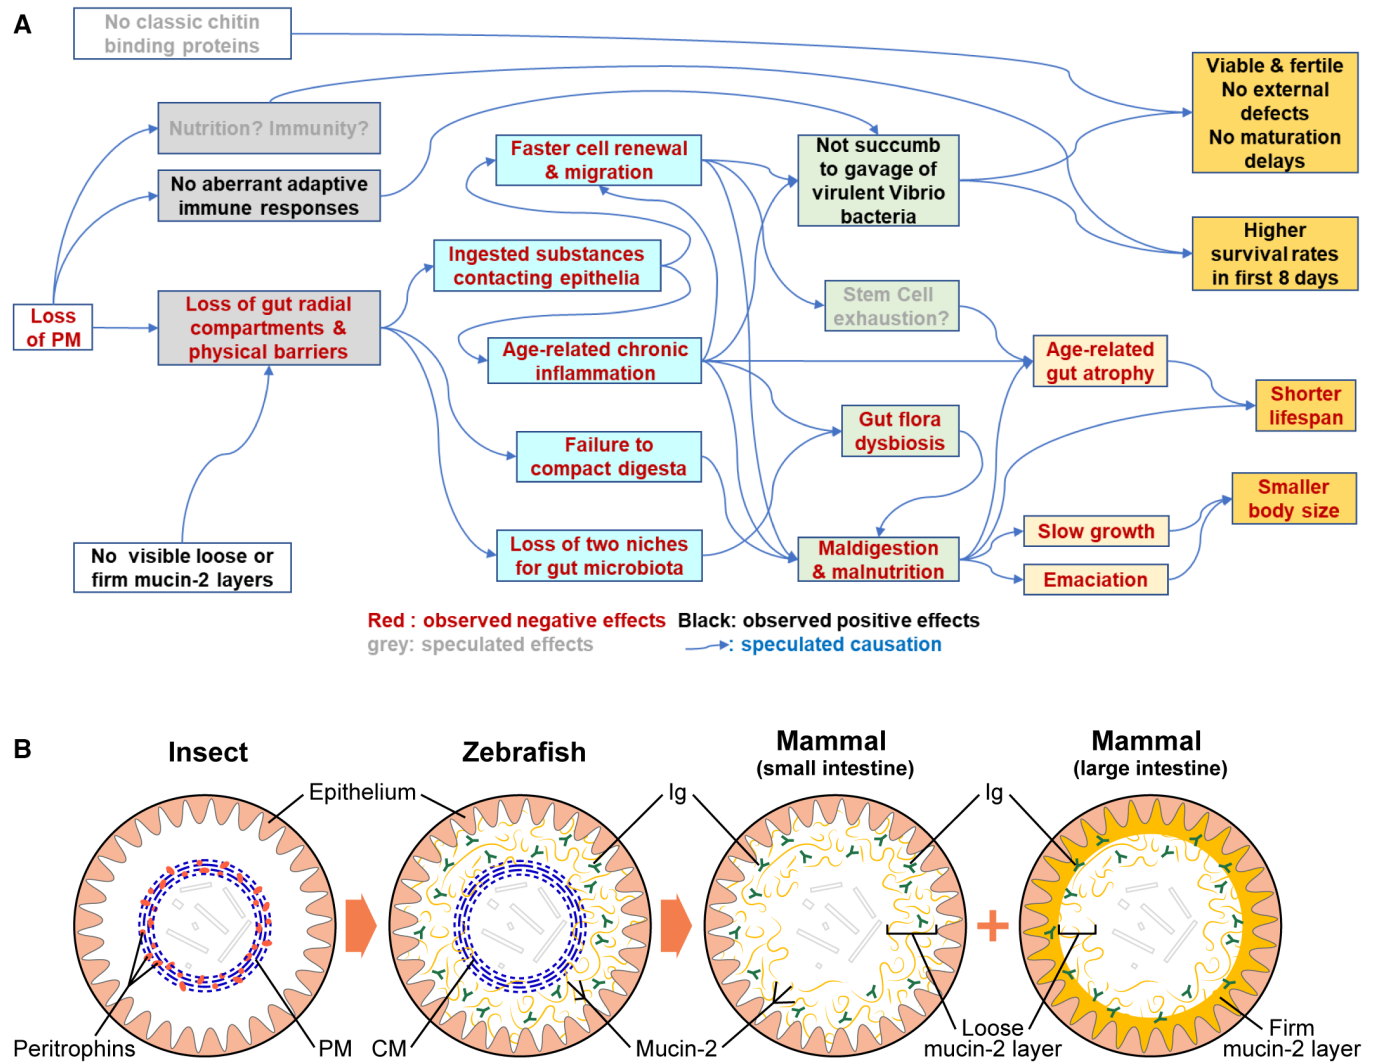 A
No classic chitin
binding proteins
Nutrition? Immunity?
No aberrant adaptive
immune responses
Loss
of PM
Loss of gut radial
compartments &
physical barriers
No visible loose or
firm mucin-2 layers
Faster cell renewal
& migration
Ingested substances
contacting epithelia
Age-related chronic
inflammation
Failure to
compact digesta
Loss of two niches
for gut microbiota
Not succumb
to gavage of
virulent Vibrio
bacteria
Stem Cell
exhaustion?
Gut flora
dysbiosis
Maldigestion
& malnutrition
Age-related
gut atrophy
Slow growth
Emaciation
Viable & fertile
No external
defects
No maturation
delays
Higher
survival rates
in first 8 days
Shorter
lifespan
Smaller
body size
Red : observed negative effects Black: observed positive effects
grey: speculated effects : speculated causation
B
Insect
Zebrafish
Mammal
(small intestine)
Mammal
(large intestine)
Epithelium
Ig
Ig
Peritrophins
PM
CM
Mucin-2
Loose
mucin-2 layer
Firm
mucin-2 layer